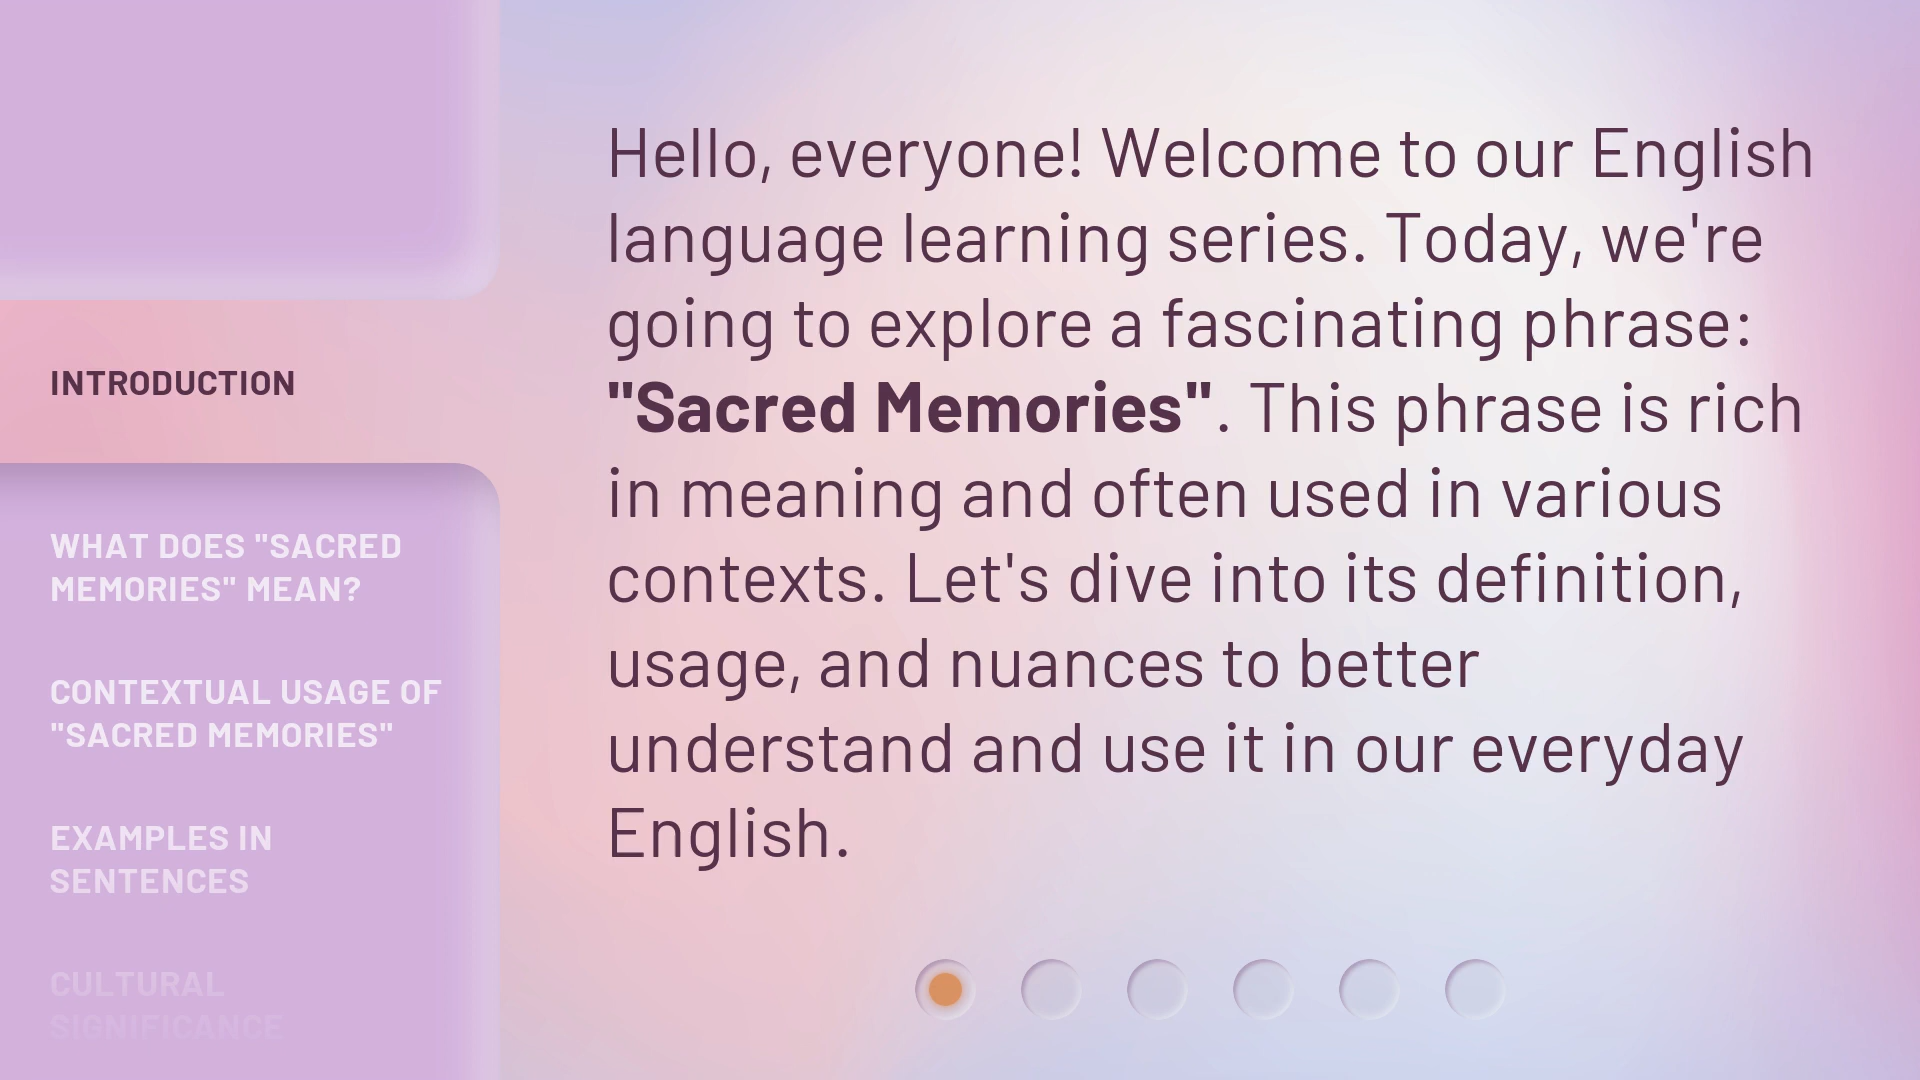 INTRODUCTION
WHAT DOES "SACRED
MEMORIES" MEAN?
CONTEXTUAL USAGE OF
"SACRED MEMORIES"
EXAMPLES IN
SENTENCES
CULTURAL
SIGNIFICANCE
Hello, everyone! Welcome to our English
language learning series. Today, we're
going to explore a fascinating phrase:
"Sacred Memories". This phrase is rich
in meaning and often used in various
contexts. Let's dive into its definition,
usage, and nuances to better
understand and use it in our everyday
English.